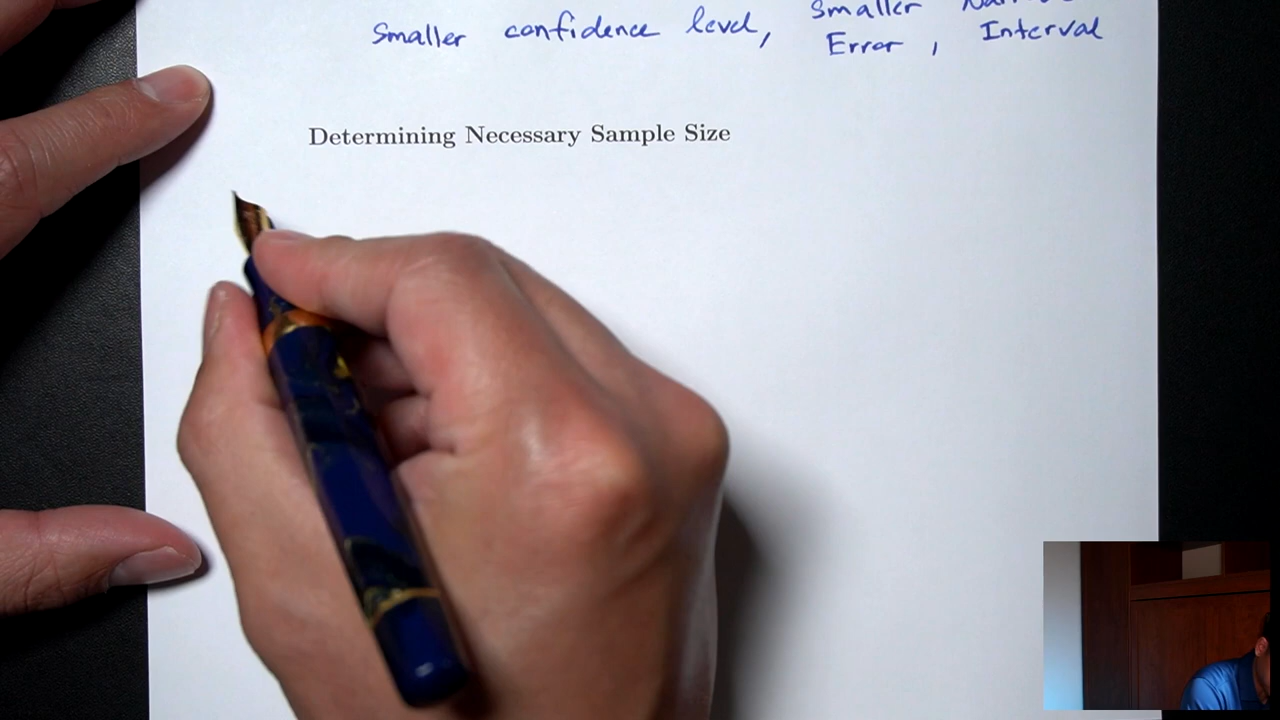 smaller
Smaller confidence level, Error, Interval
Determining Necessary Sample Size